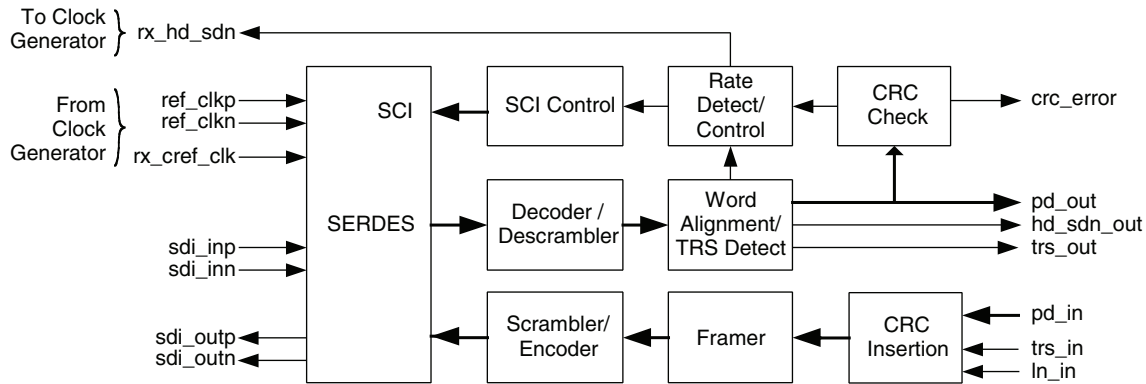 To Clock
Generator
rx_hd_sdn
From
Clock
Generator
ref_clkp
ref_clkn
rx_cref_clk
sdi_inp
sdi_inn
sdi_outp
sdi_outn
SCI
SERDES
SCI Control
Rate
Detect/
Control
CRC
Check
crc_error
Decoder /
Descrambler
Word
Alignment/
TRS Detect
pd_out
hd_sdn_out
trs_out
Scrambler/
Encoder
Framer
CRC
Insertion
pd_in
trs_in
ln_in